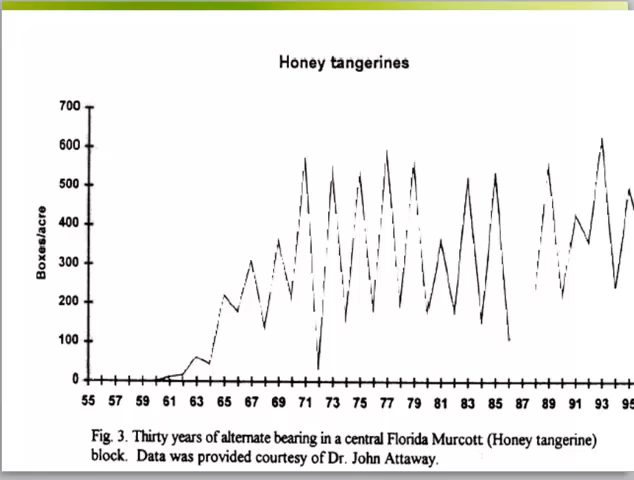 Honey tangerines
700
600
500
400
300
200
100
0
Boxes/acre
55 57 59 61 63 65 67 69 71 73 75 77 79 81 83 85 87 89 91 93 95
Fig. 3. Thirty years of alternate bearing in a central Florida Murcott (Honey tangerine)
block. Data was provided courtesy of Dr. John Attaway.